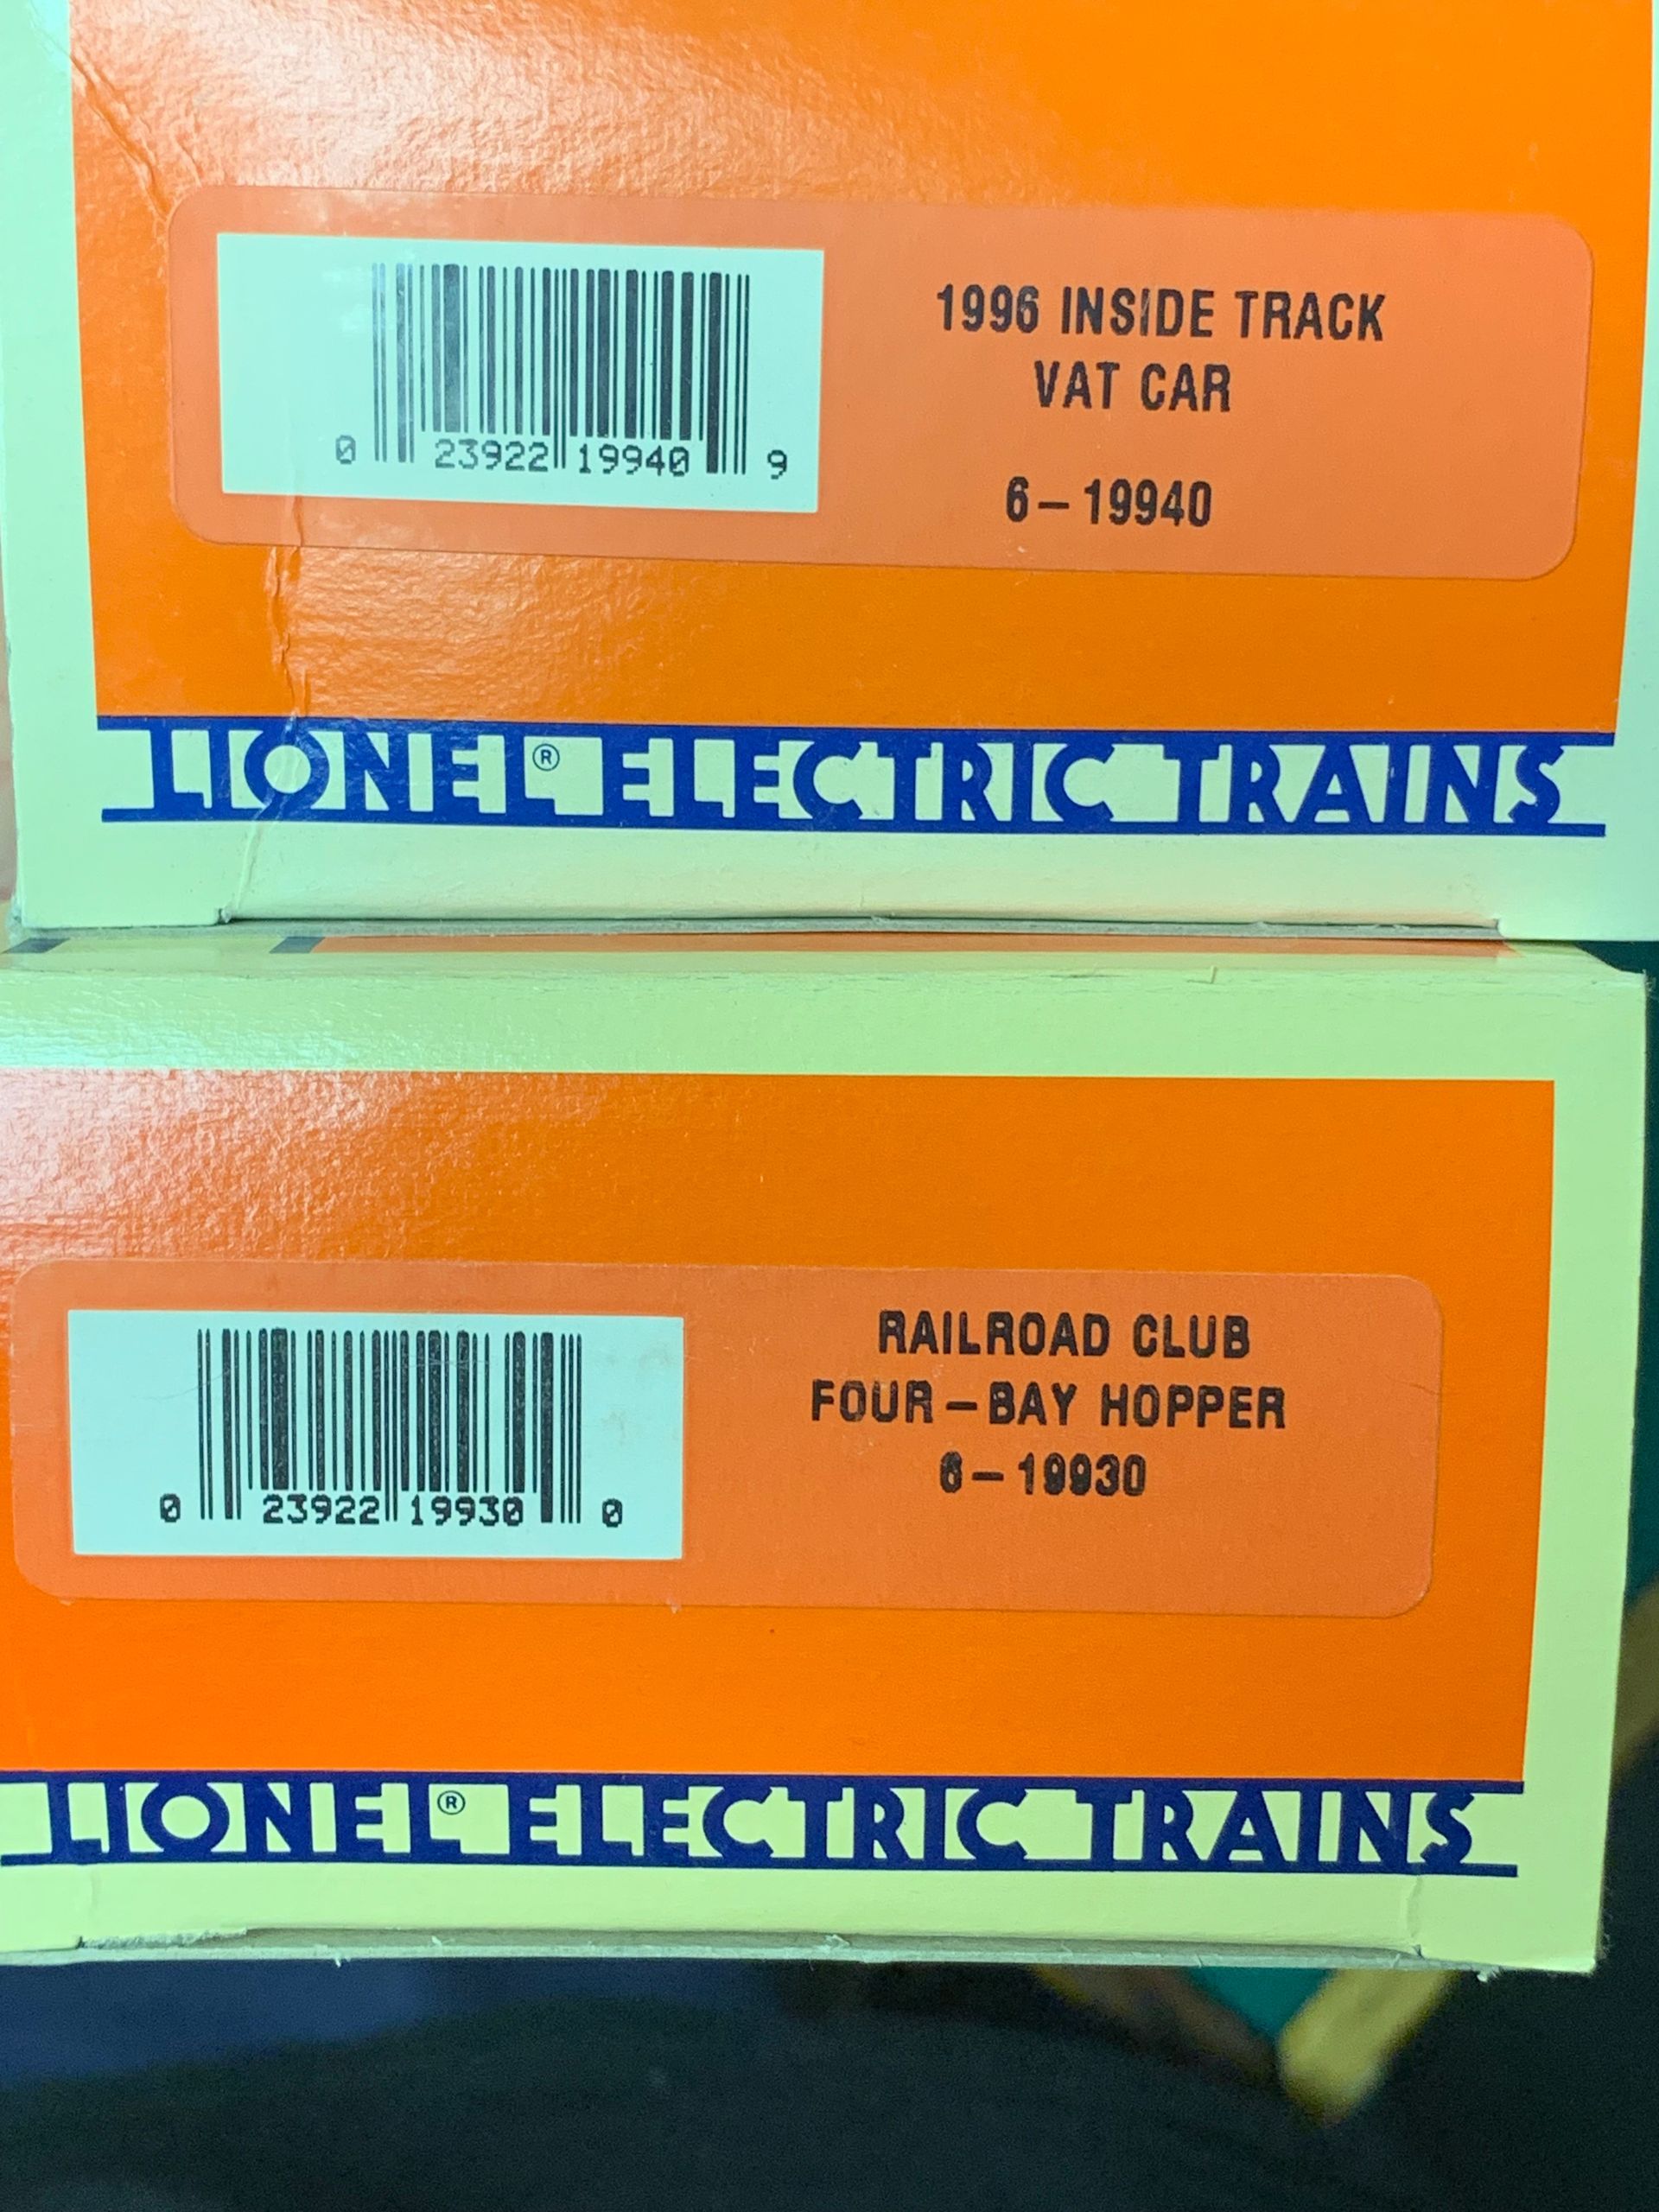 1996 INSIDE TRACK
VAT CAR
6-19940
0 23922 19940 9
LIONEL® ELECTRIC TRAINS
RAILROAD CLUB
FOUR-BAY HOPPER
6-19930
0 23922 19930 0
LIONEL® ELECTRIC TRAINS